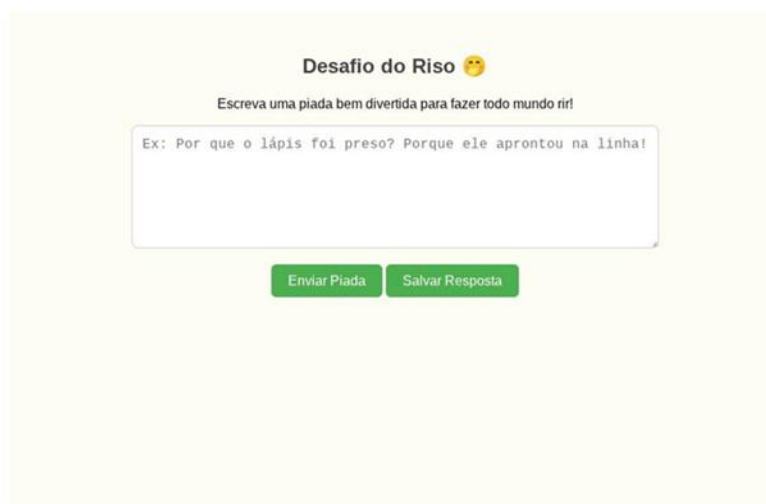 Desafio do Riso 🤭
Escreva uma piada bem divertida para fazer todo mundo rir!
Ex: Por que o lápis foi preso? Porque ele aprontou na linha!
Enviar Piada
Salvar Resposta